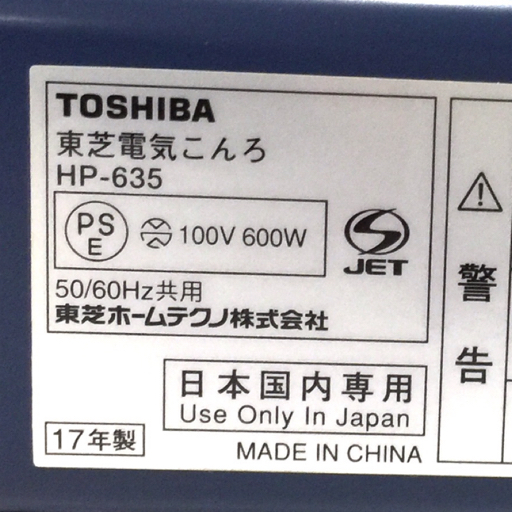 TOSHIBA
東芝電気こんろ
HP-635
PS
E
100V 600W
JET
50/60Hz共用
東芝ホームテクノ株式会社
日本国内専用
Use Only In Japan
17年製
MADE IN CHINA
警告